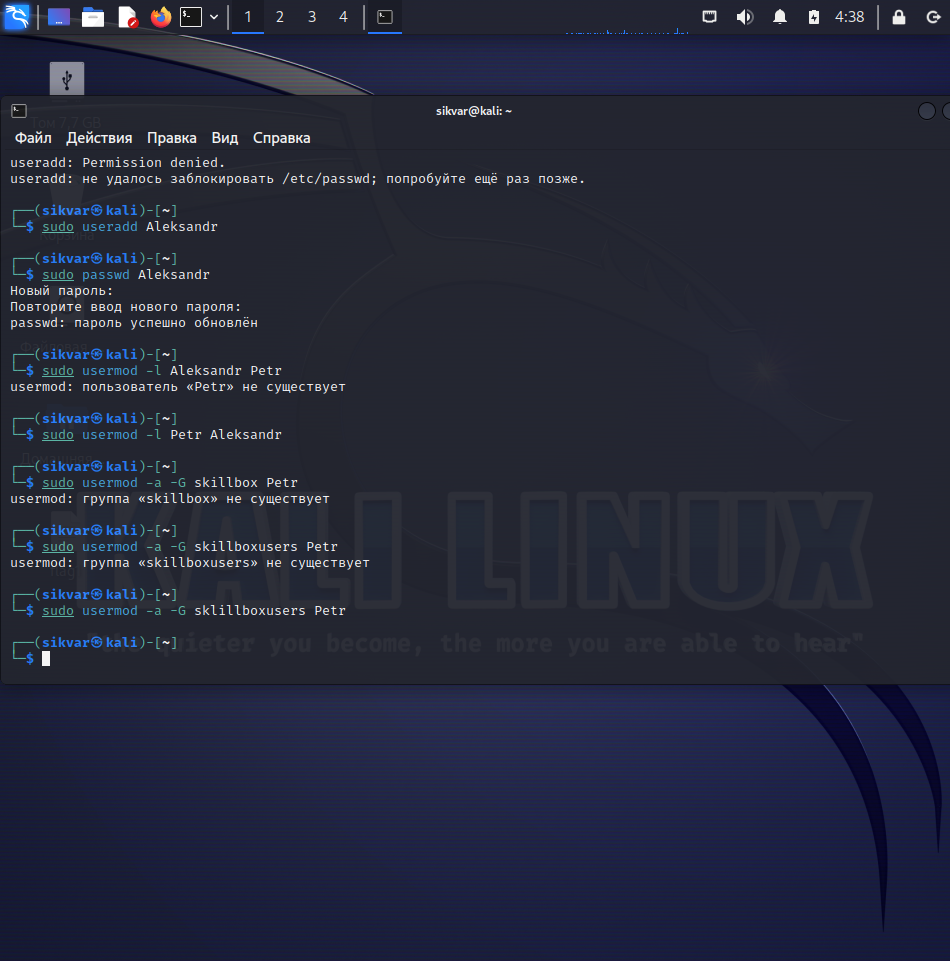 1 2 3 4 4:38
Том 7,7 GB
sikvar@kali: ~
Файл Действия Правка Вид Справка
useradd: Permission denied.
useradd: не удалось заблокировать /etc/passwd; попробуйте ещё раз позже.
┌──(sikvar㉿kali)-[~]
└─$ sudo useradd Aleksandr
┌──(sikvar㉿kali)-[~]
└─$ sudo passwd Aleksandr
Новый пароль:
Повторите ввод нового пароля:
passwd: пароль успешно обновлён
┌──(sikvar㉿kali)-[~]
└─$ sudo usermod -l Aleksandr Petr
usermod: пользователь «Petr» не существует
┌──(sikvar㉿kali)-[~]
└─$ sudo usermod -l Petr Aleksandr
┌──(sikvar㉿kali)-[~]
└─$ sudo usermod -a -G skillbox Petr
usermod: группа «skillbox» не существует
┌──(sikvar㉿kali)-[~]
└─$ sudo usermod -a -G skillboxusers Petr
usermod: группа «skillboxusers» не существует
┌──(sikvar㉿kali)-[~]
└─$ sudo usermod -a -G sklillboxusers Petr
┌──(sikvar㉿kali)-[~]
└─$
KALI LINUX
quieter you become, the more you are able to hear"